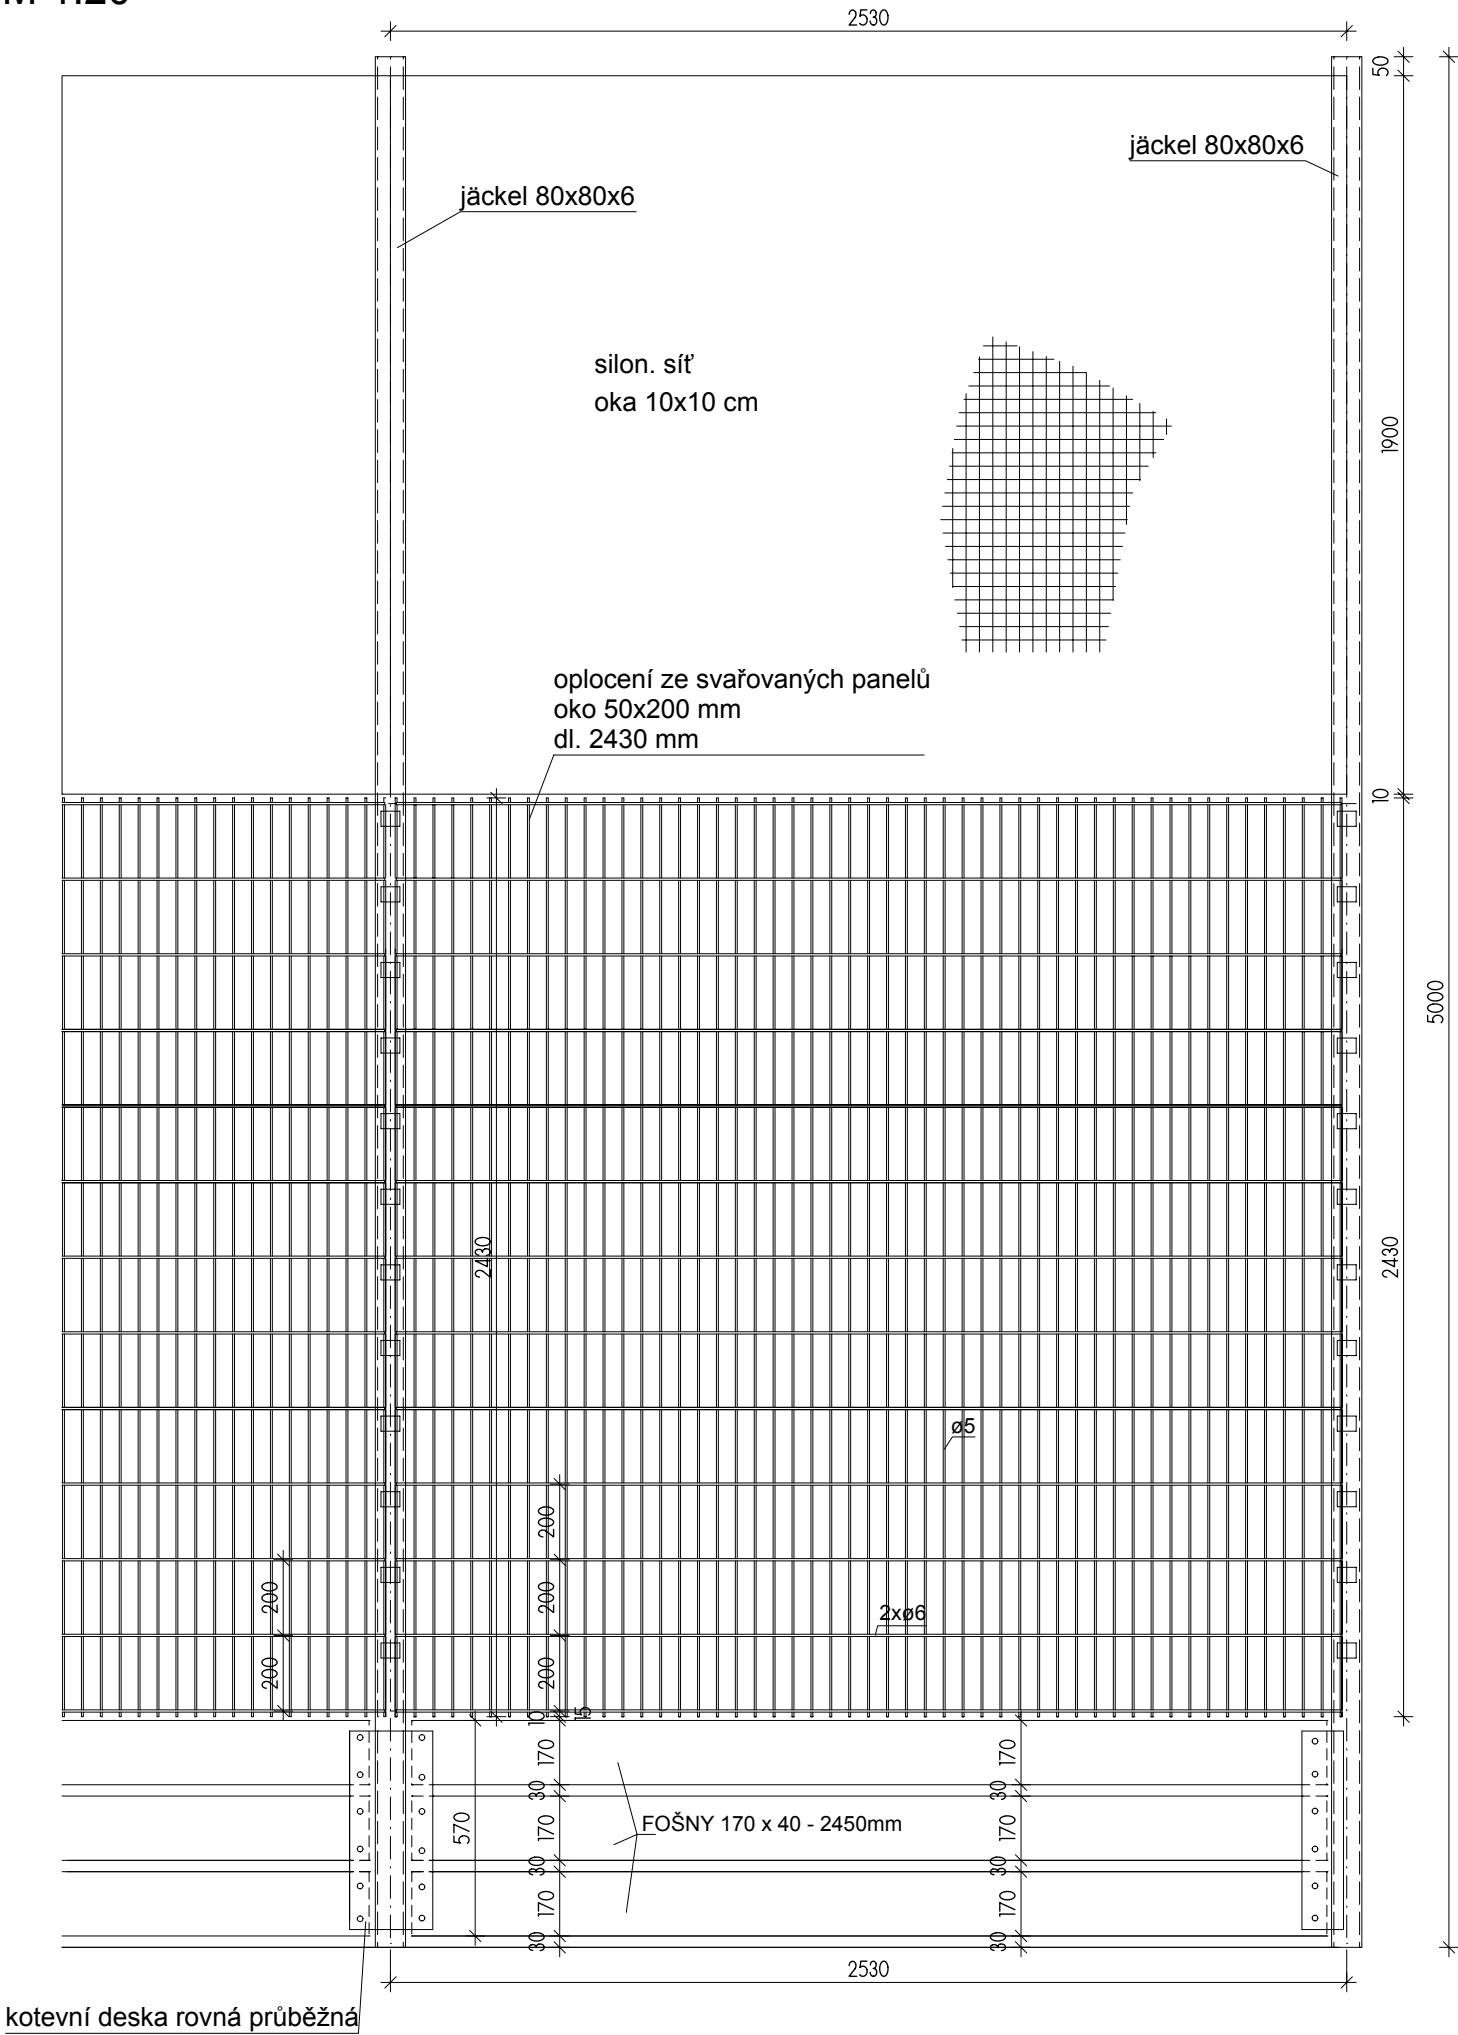 2530
50
jäckel 80x80x6
jäckel 80x80x6
silon. síť
oka 10x10 cm
1900
oplocení ze svařovaných panelů
oko 50x200 mm
dl. 2430 mm
10
5000
2430
2430
ø5
200
200
200
2xø6
200
200
10
15
170
170
30
30
570
FOŠNY 170 x 40 - 2450mm
170
170
30
30
170
170
30
30
2530
kotevní deska rovná průběžná